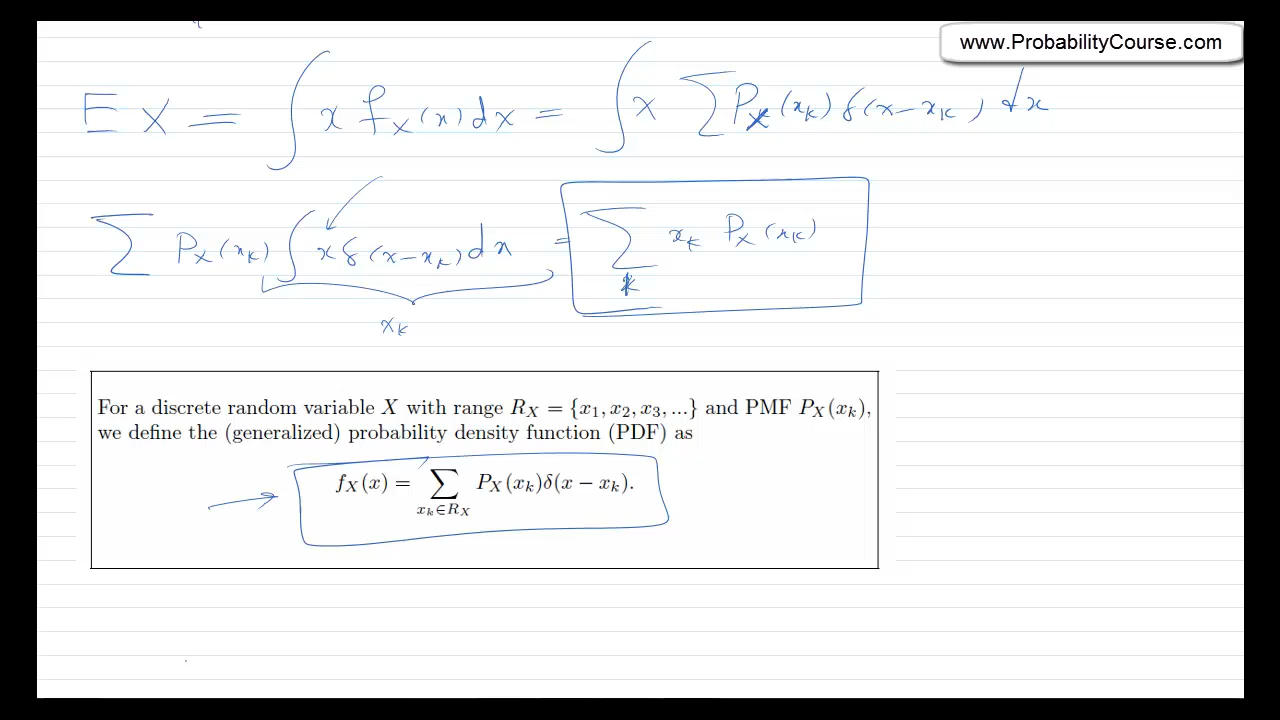 www.ProbabilityCourse.com
E X = ∫ x f_X(x) dx = ∫ x ∑ P_X(x_k) δ(x − x_k) dx
∑ P_X(x_k) ∫ x δ(x − x_k) dx = ∑_k x_k P_X(x_k)
x_k
For a discrete random variable X with range R_X = {x_1, x_2, x_3, ...} and PMF P_X(x_k),
we define the (generalized) probability density function (PDF) as
f_X(x) = ∑_{x_k∈R_X} P_X(x_k)δ(x − x_k).